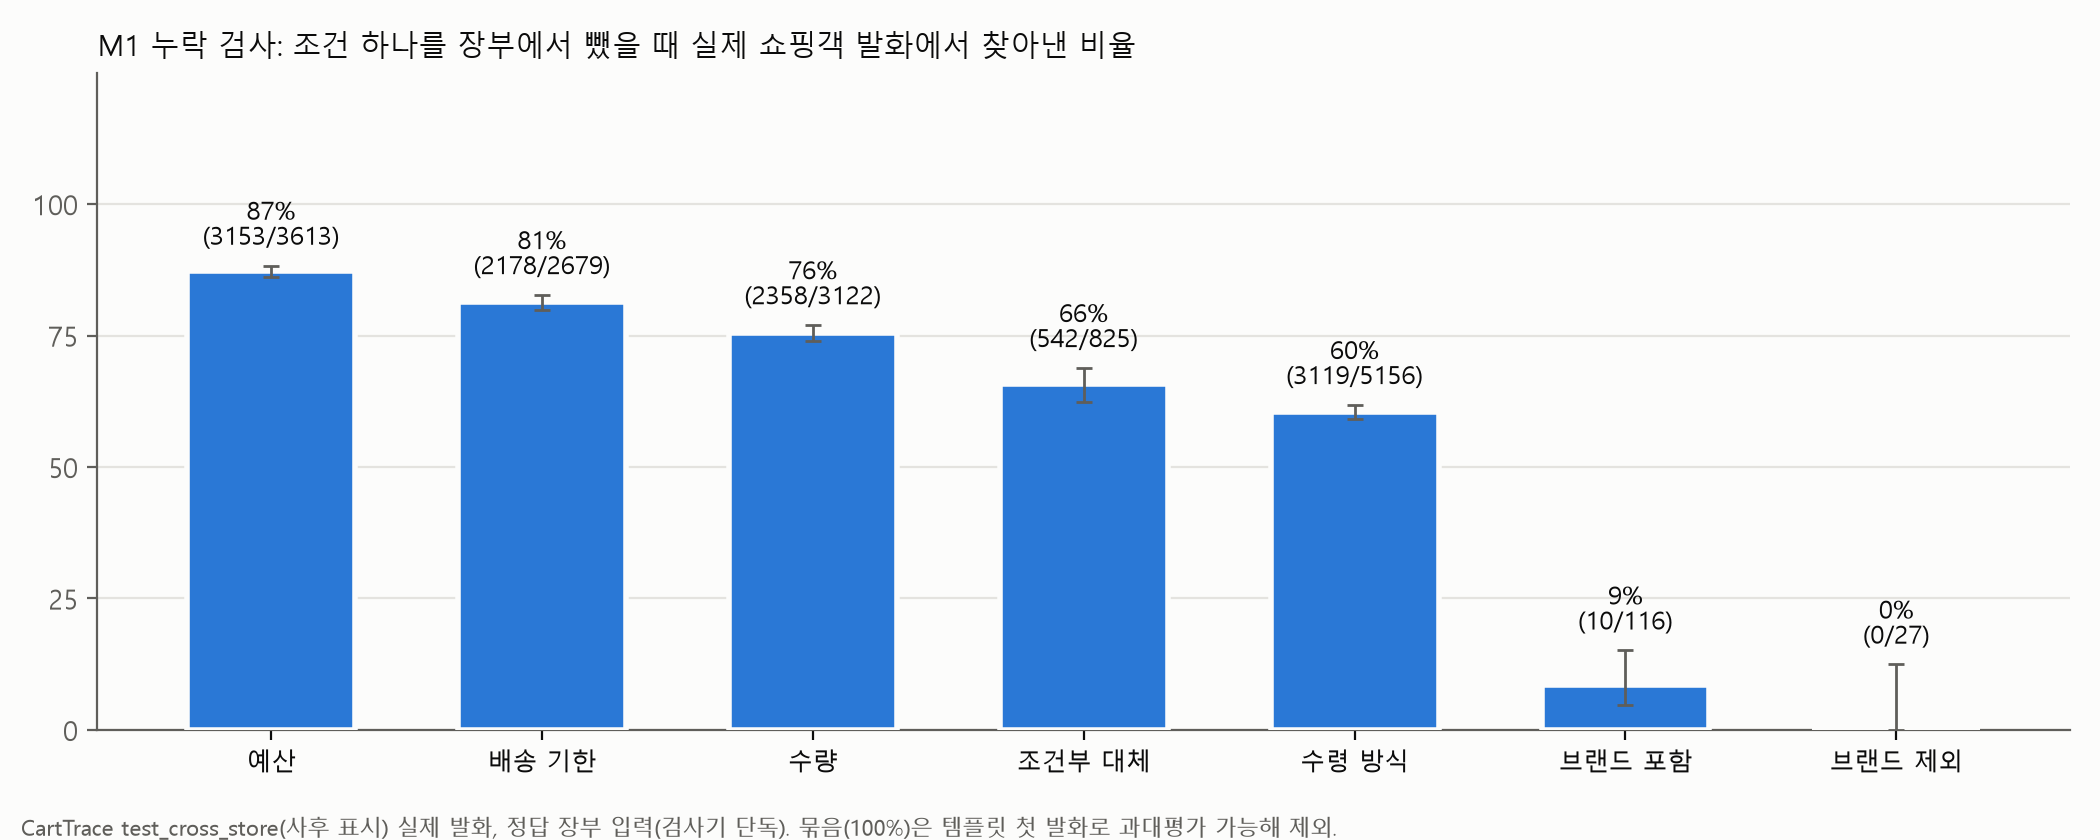 M1 누락 검사: 조건 하나를 장부에서 뺐을 때 실제 쇼핑객 발화에서 찾아낸 비율
100
75
50
25
0
87%
(3153/3613)
81%
(2178/2679)
76%
(2358/3122)
66%
(542/825)
60%
(3119/5156)
9%
(10/116)
0%
(0/27)
예산
배송 기한
수량
조건부 대체
수령 방식
브랜드 포함
브랜드 제외
CartTrace test_cross_store(사후 표시) 실제 발화, 정답 장부 입력(검사기 단독). 묶음(100%)은 템플릿 첫 발화로 과대평가 가능해 제외.